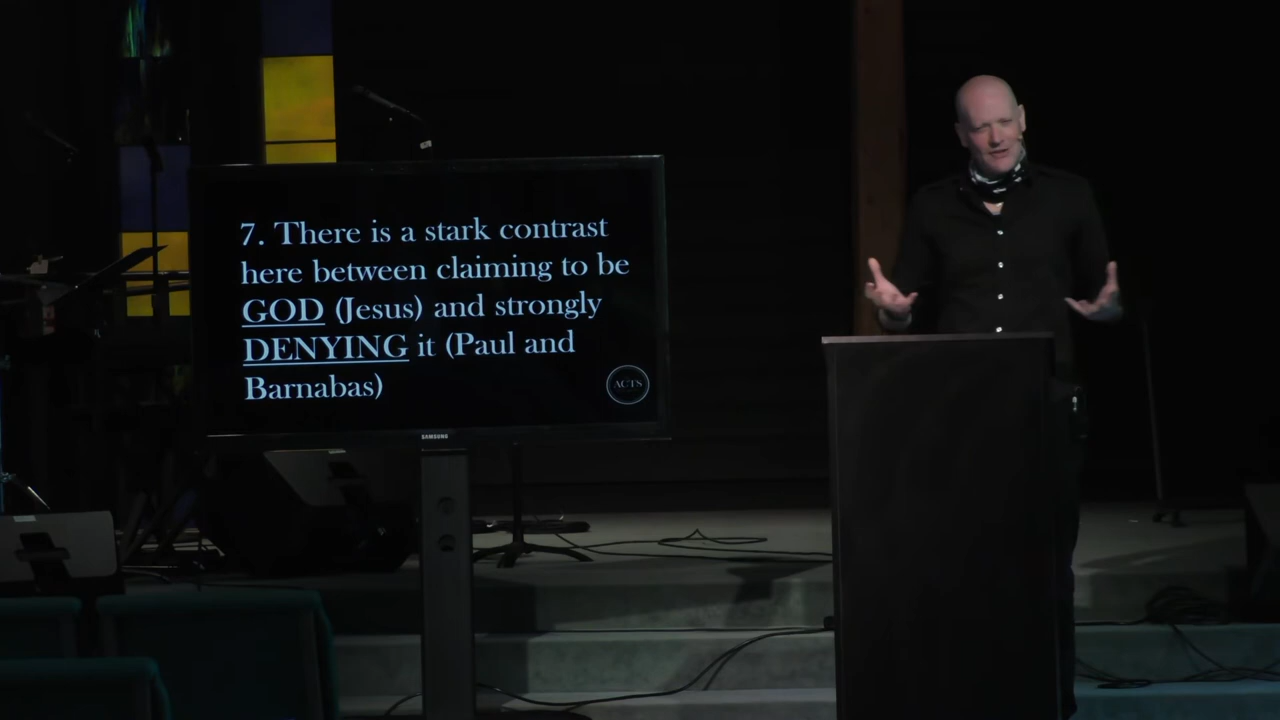 7. There is a stark contrast
here between claiming to be
GOD (Jesus) and strongly
DENYING it (Paul and
Barnabas)
ACTS
SAMSUNG